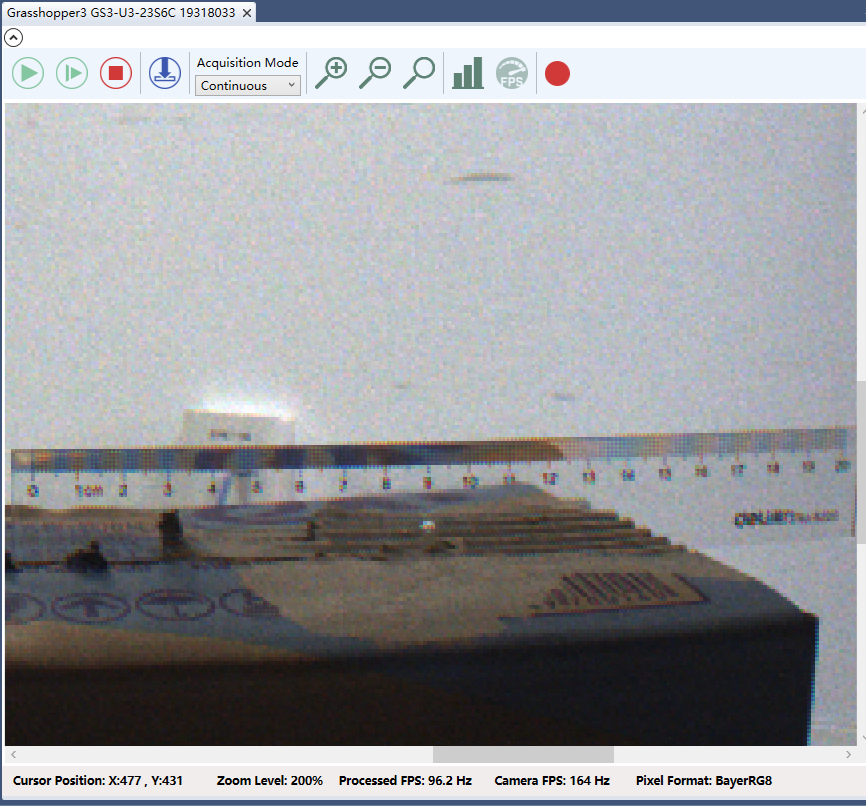 Grasshopper3 GS3-U3-23S6C 19318033
Acquisition Mode
Continuous
FPS
0 1cm 2 3 4 5 6 7 8 9 10 11 12 13 14 15 16 17 18 19 20
Cursor Position: X:477 , Y:431 Zoom Level: 200% Processed FPS: 96.2 Hz Camera FPS: 164 Hz Pixel Format: BayerRG8